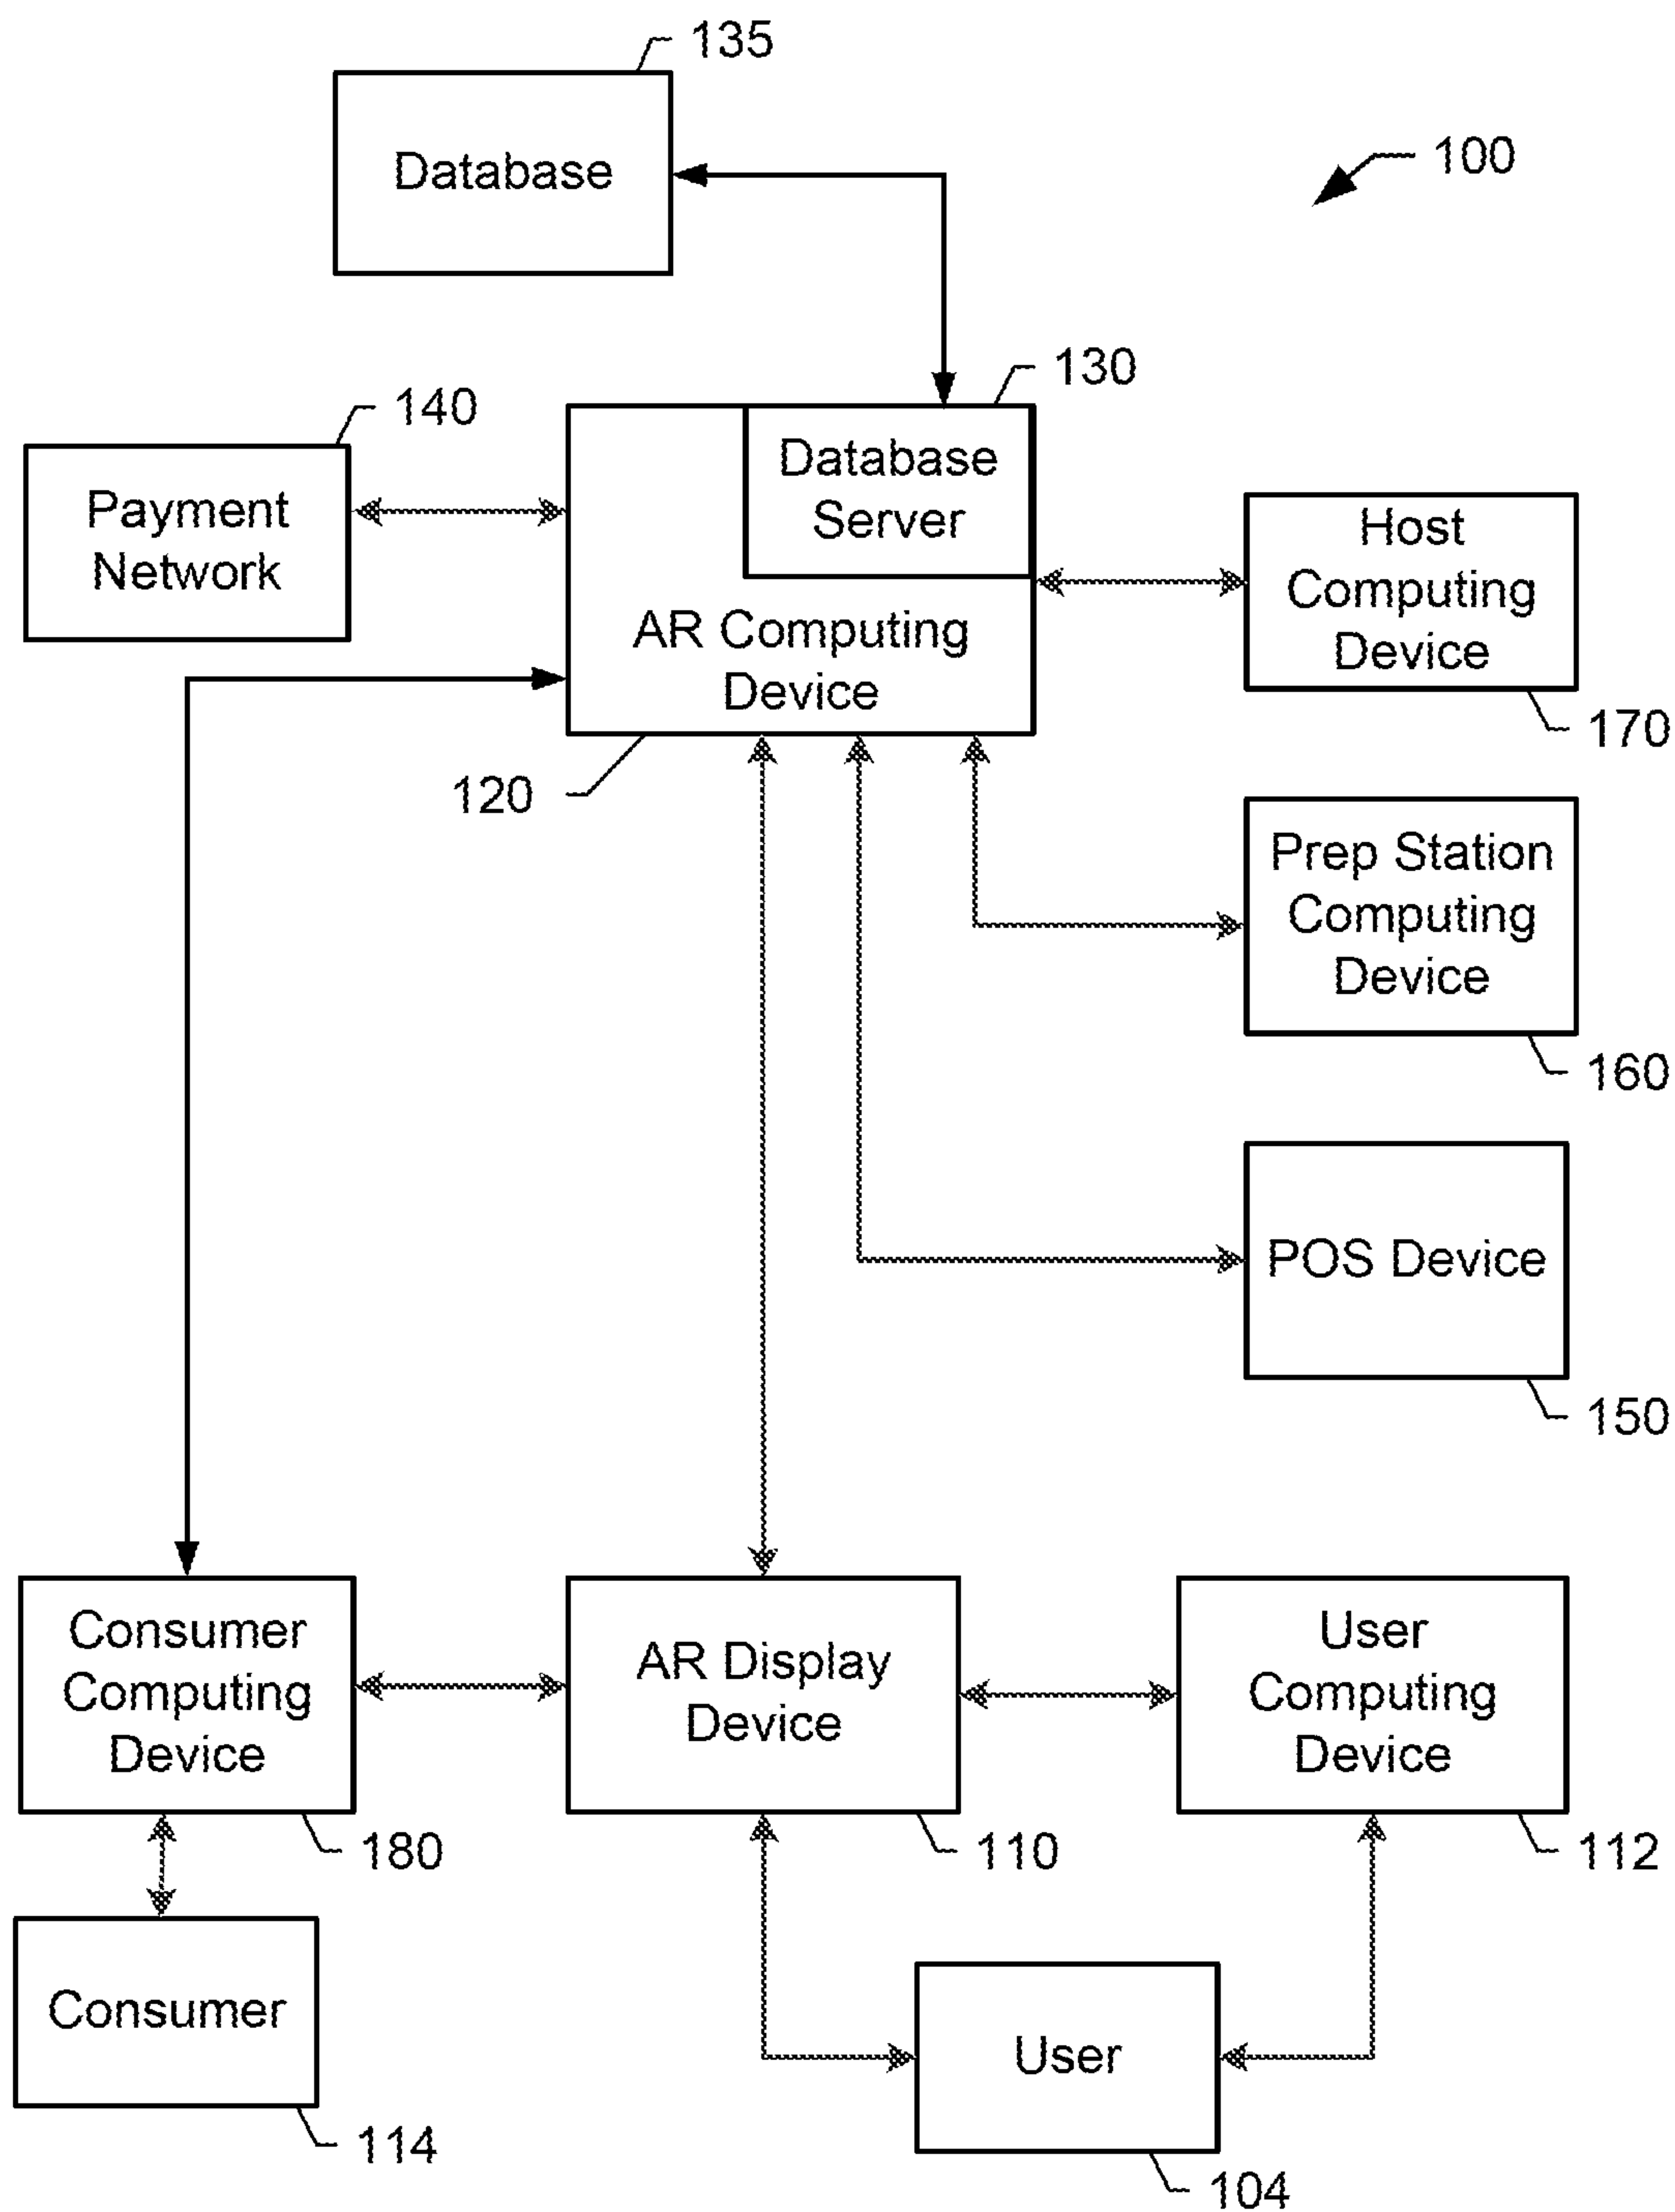 135
Database
100
130
140
Database
Server
Payment
Network
Host
Computing
Device
AR Computing
Device
170
120
Prep Station
Computing
Device
160
POS Device
150
Consumer
Computing
Device
AR Display
Device
User
Computing
Device
180
110
112
Consumer
User
114
104